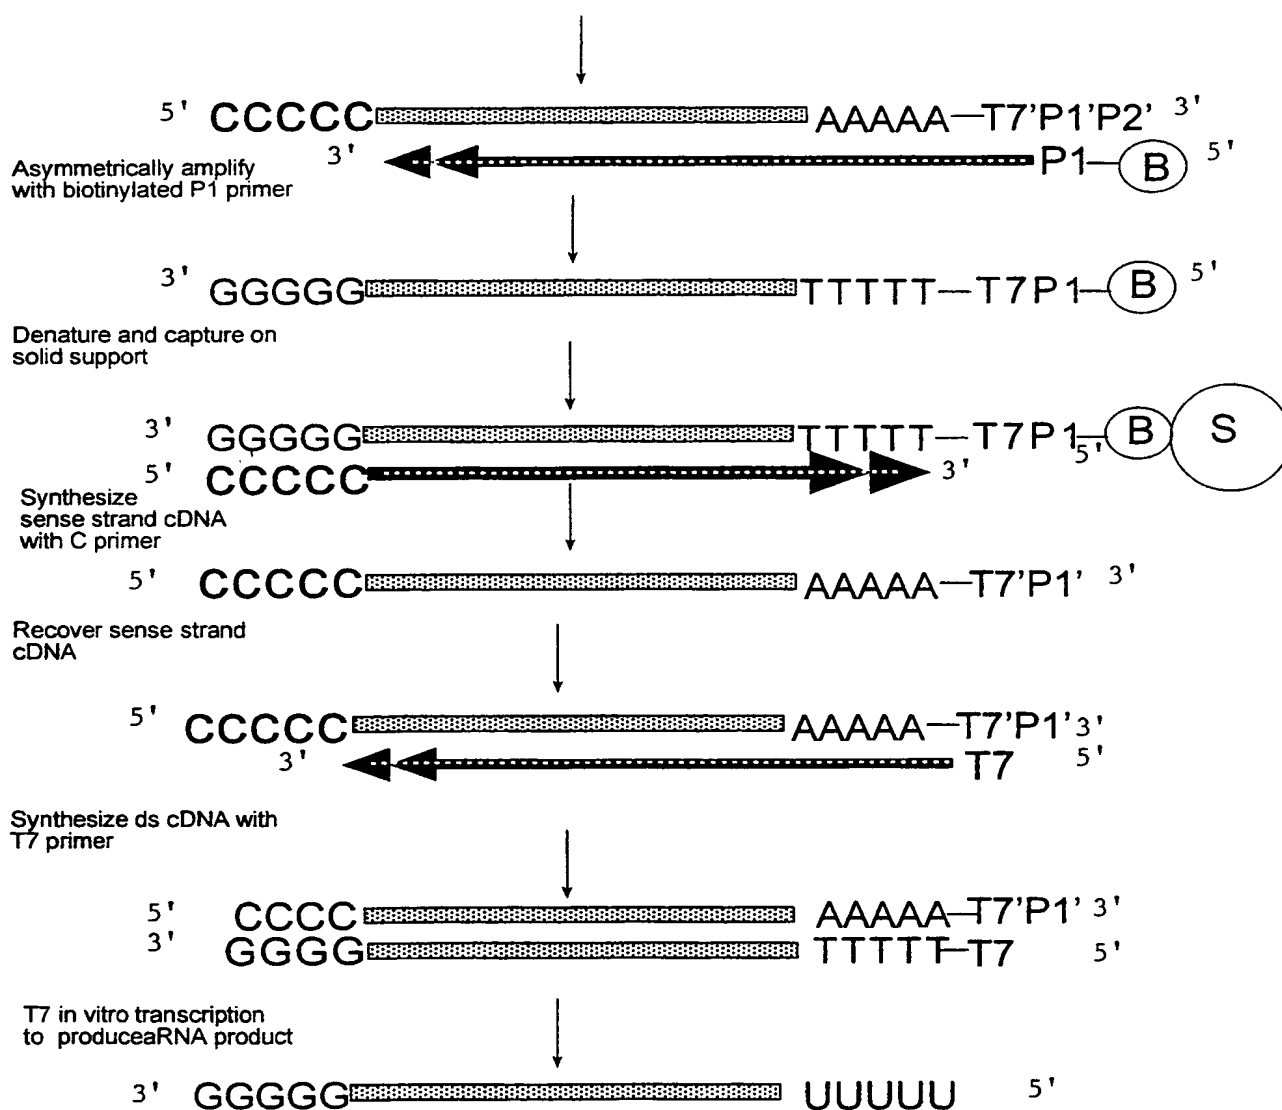 5' CCCCC AAAAA—T7'P1'P2' 3'
3' P1—B 5'
Asymmetrically amplify
with biotinylated P1 primer
3' GGGGG TTTTT—T7P1—B 5'
Denature and capture on
solid support
3' GGGGG TTTTT—T7P1—B S
5' CCCCC 3' 5'
Synthesize
sense strand cDNA
with C primer
5' CCCCC AAAAA—T7'P1' 3'
Recover sense strand
cDNA
5' CCCCC AAAAA—T7'P1' 3'
3' T7 5'
Synthesize ds cDNA with
T7 primer
5' CCCC AAAAA—T7'P1' 3'
3' GGGG TTTTT—T7 5'
T7 in vitro transcription
to produceaRNA product
3' GGGGG UUUUU 5'